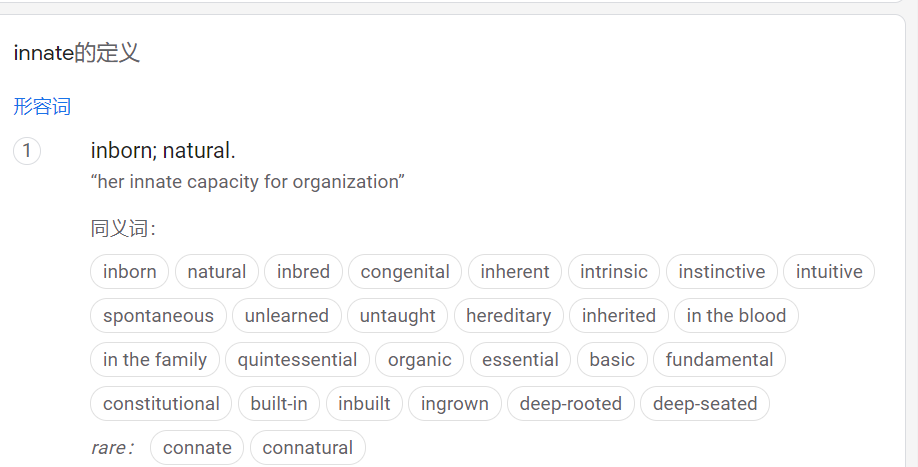 innate的定义
形容词
1 inborn; natural.
“her innate capacity for organization”
同义词：
inborn natural inbred congenital inherent intrinsic instinctive intuitive
spontaneous unlearned untaught hereditary inherited in the blood
in the family quintessential organic essential basic fundamental
constitutional built-in inbuilt ingrown deep-rooted deep-seated
rare： connate connatural